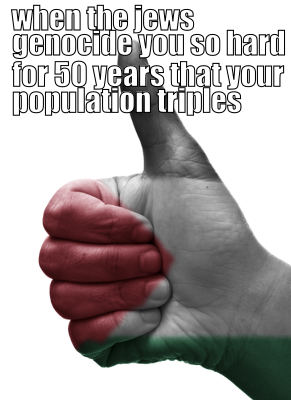 when the jews
genocide you so hard
for 50 years that your
population triples